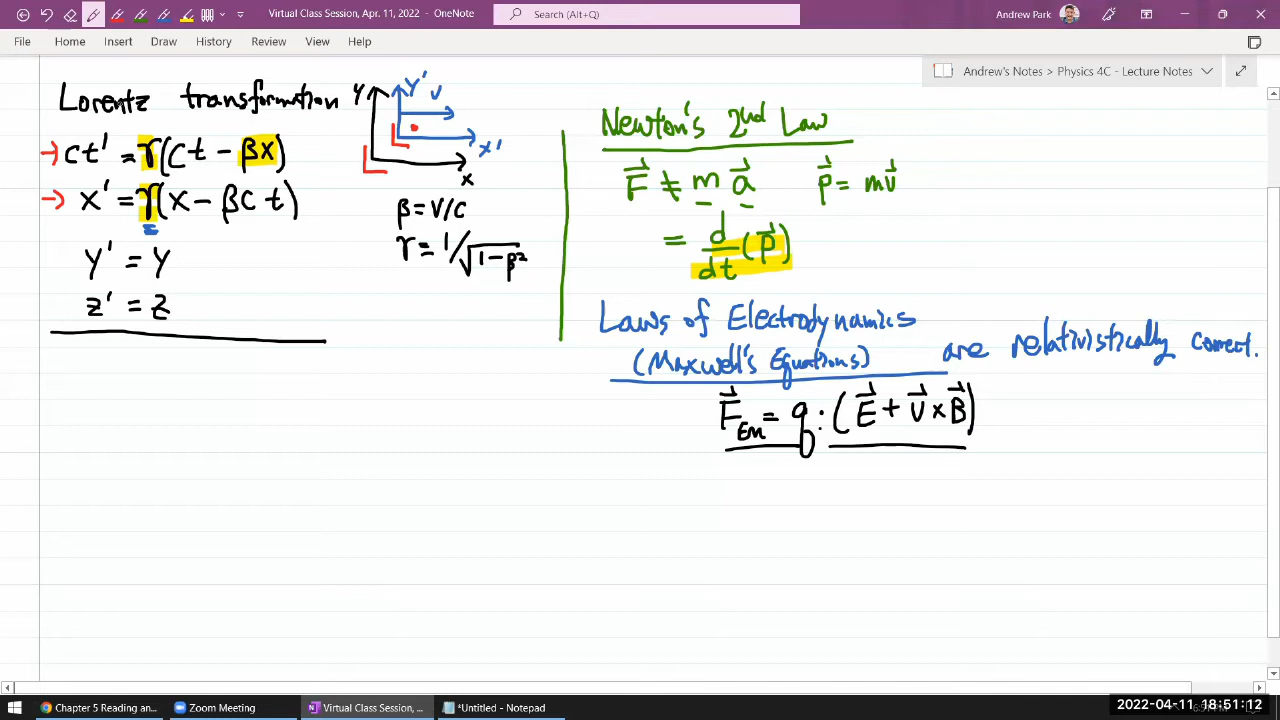 Virtual Class Session, Apr. 11, 2022 - OneNote
Search (Alt+Q)
Andrew Park
File Home Insert Draw History Review View Help
Andrew's Notes > Physics 4C - Lecture Notes
Lorentz transformation
→ ct' = γ(ct - βx)
→ x' = γ(x - βc t)
y' = y
z' = z
Y Y' V
X'
X
β = V/C
γ = 1/√(1-β²)
Newton's 2nd Law
F⃗ ≠ m a⃗ p⃗ = mv⃗
= d/dt (p⃗)
Laws of Electrodynamics
(Maxwell's Equations) are relativistically correct.
F⃗_EM = q·(E⃗ + v⃗ × B⃗)
Chapter 5 Reading an... Zoom Meeting Virtual Class Session,... *Untitled - Notepad
2022-04-11 18:51:12